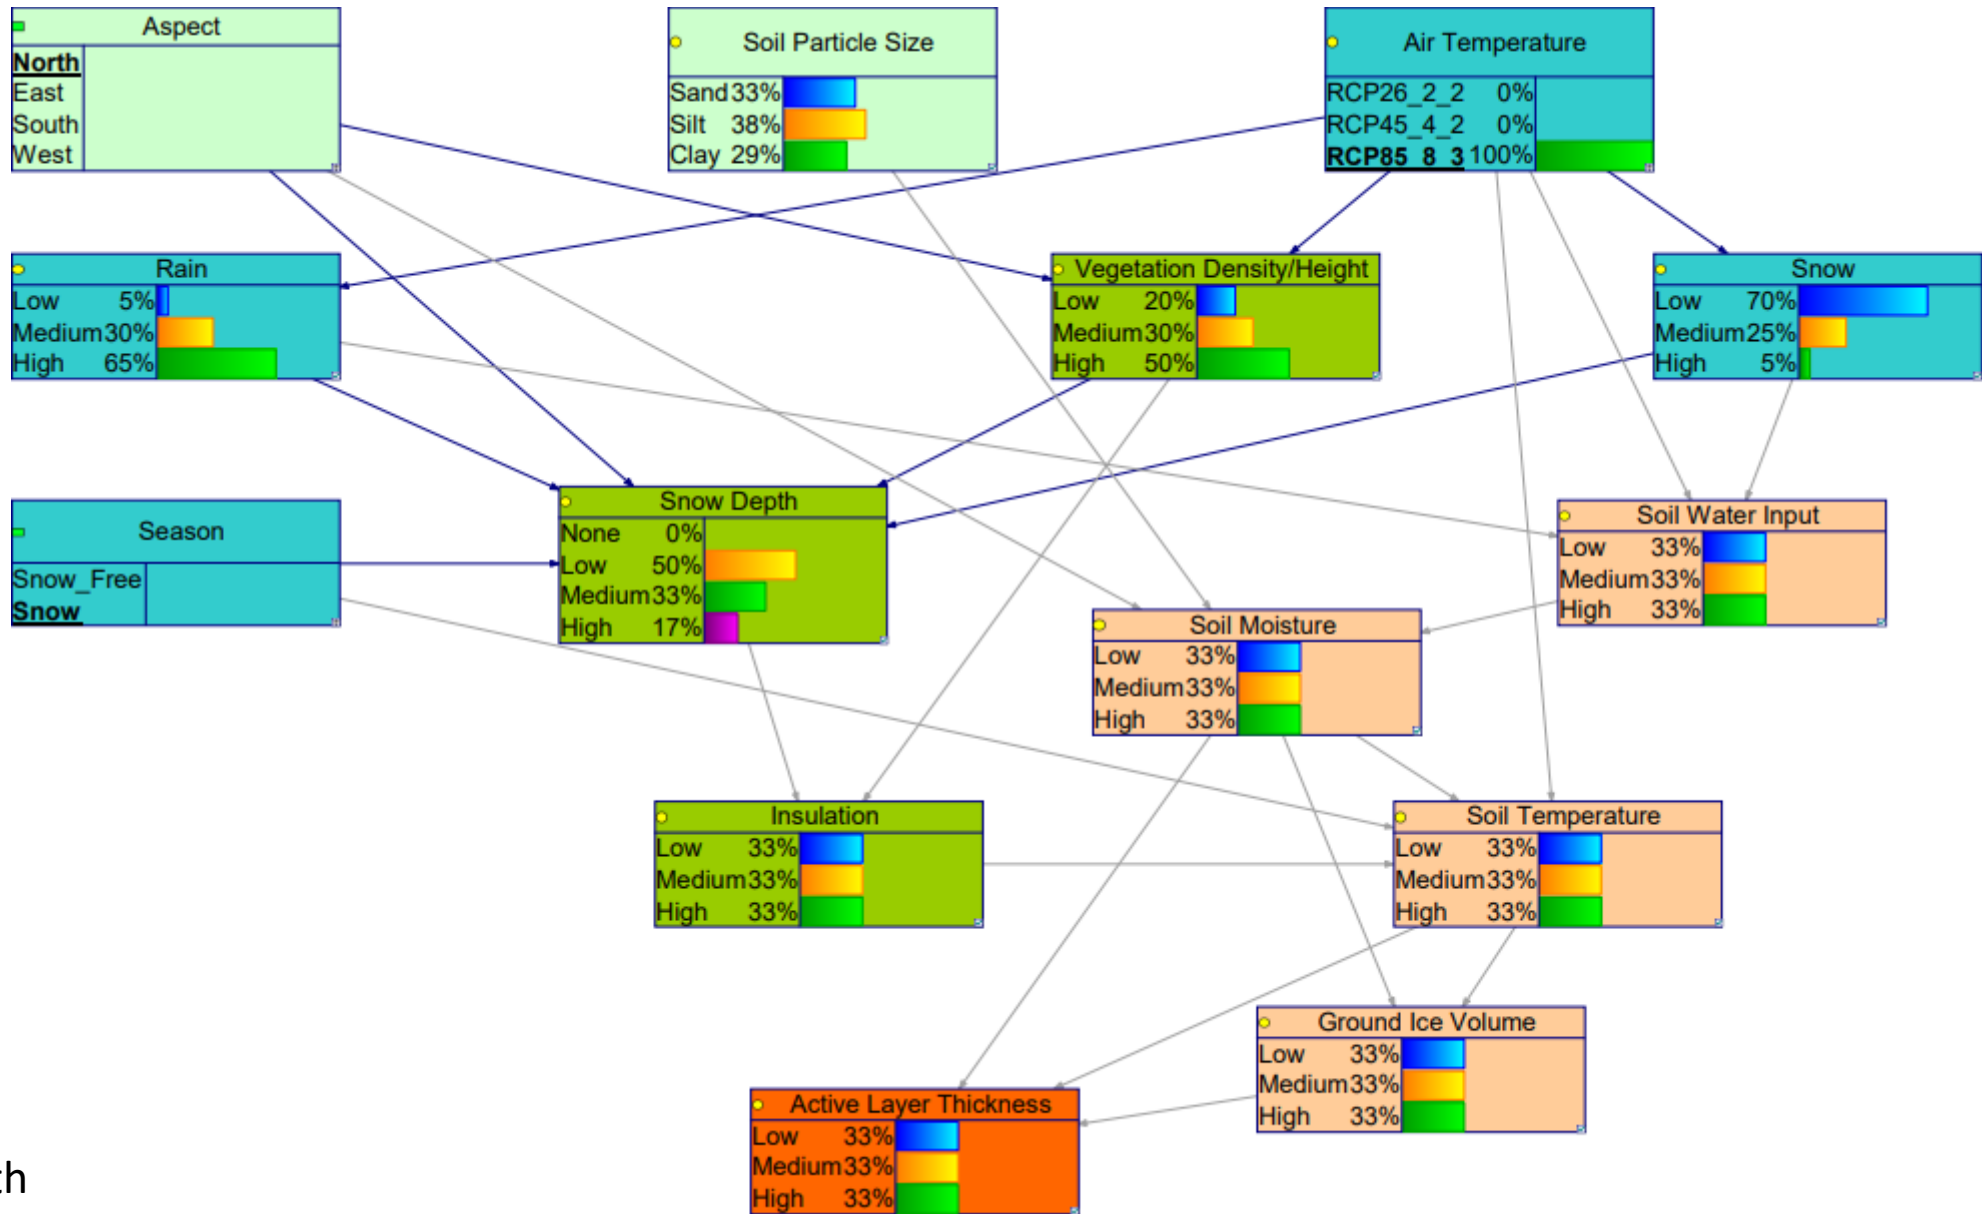 Aspect
North
East
South
West
Soil Particle Size
Sand 33%
Silt 38%
Clay 29%
Air Temperature
RCP26_2_2 0%
RCP45_4_2 0%
RCP85_8_3 100%
Rain
Low 5%
Medium 30%
High 65%
Vegetation Density/Height
Low 20%
Medium 30%
High 50%
Snow
Low 70%
Medium 25%
High 5%
Season
Snow_Free
Snow
Snow Depth
None 0%
Low 50%
Medium 33%
High 17%
Soil Water Input
Low 33%
Medium 33%
High 33%
Soil Moisture
Low 33%
Medium 33%
High 33%
Insulation
Low 33%
Medium 33%
High 33%
Soil Temperature
Low 33%
Medium 33%
High 33%
Ground Ice Volume
Low 33%
Medium 33%
High 33%
Active Layer Thickness
Low 33%
Medium 33%
High 33%